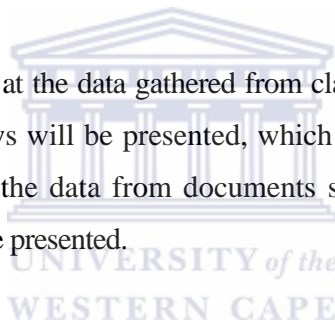 at the data gathered from cla
s will be presented, which
the data from documents s
presented.
UNIVERSITY of the
WESTERN CAPE